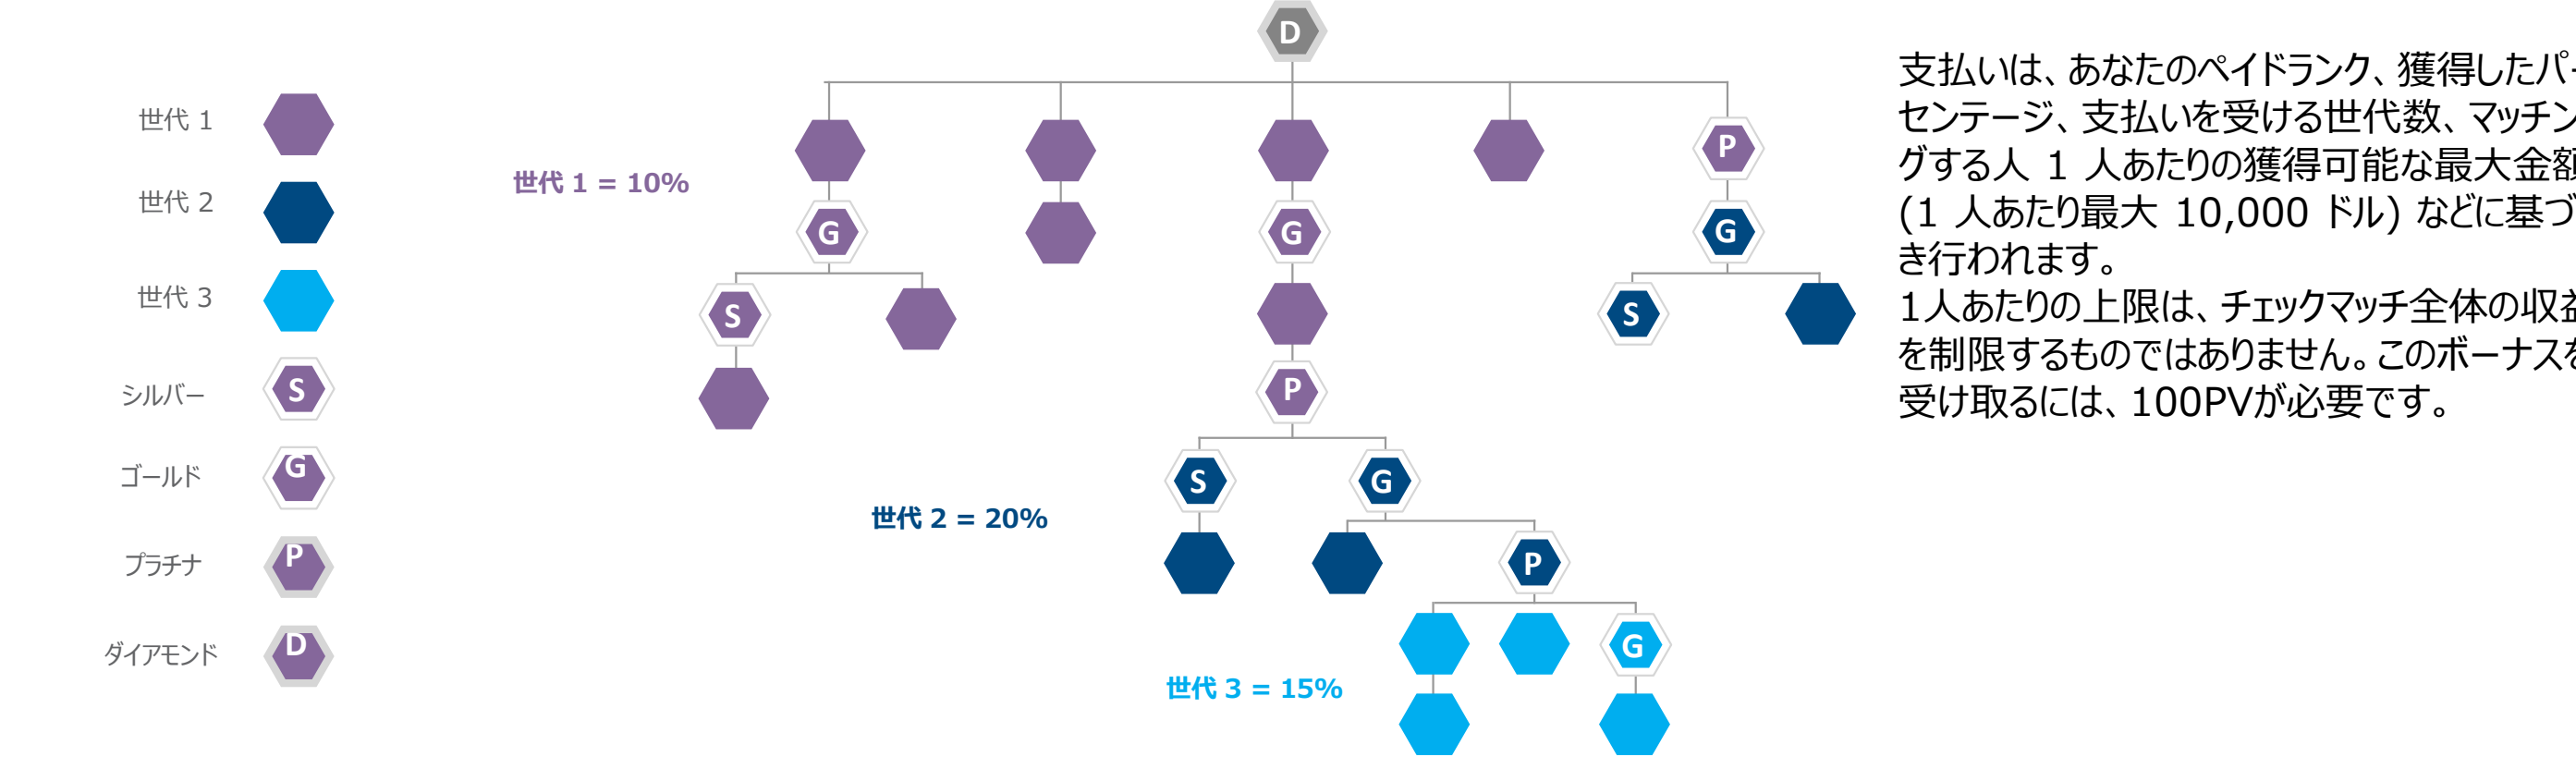 世代 1
世代 2
世代 3
シルバー
S
ゴールド
G
プラチナ
P
ダイアモンド
D
D
P
世代 1 = 10%
G
G
G
S
S
P
S
G
世代 2 = 20%
P
G
世代 3 = 15%
支払いは、あなたのペイドランク、獲得したパー
センテージ、支払いを受ける世代数、マッチン
グする人 1 人あたりの獲得可能な最大金額
(1 人あたり最大 10,000 ドル) などに基づ
き行われます。
1人あたりの上限は、チェックマッチ全体の収益
を制限するものではありません。このボーナスを
受け取るには、100PVが必要です。